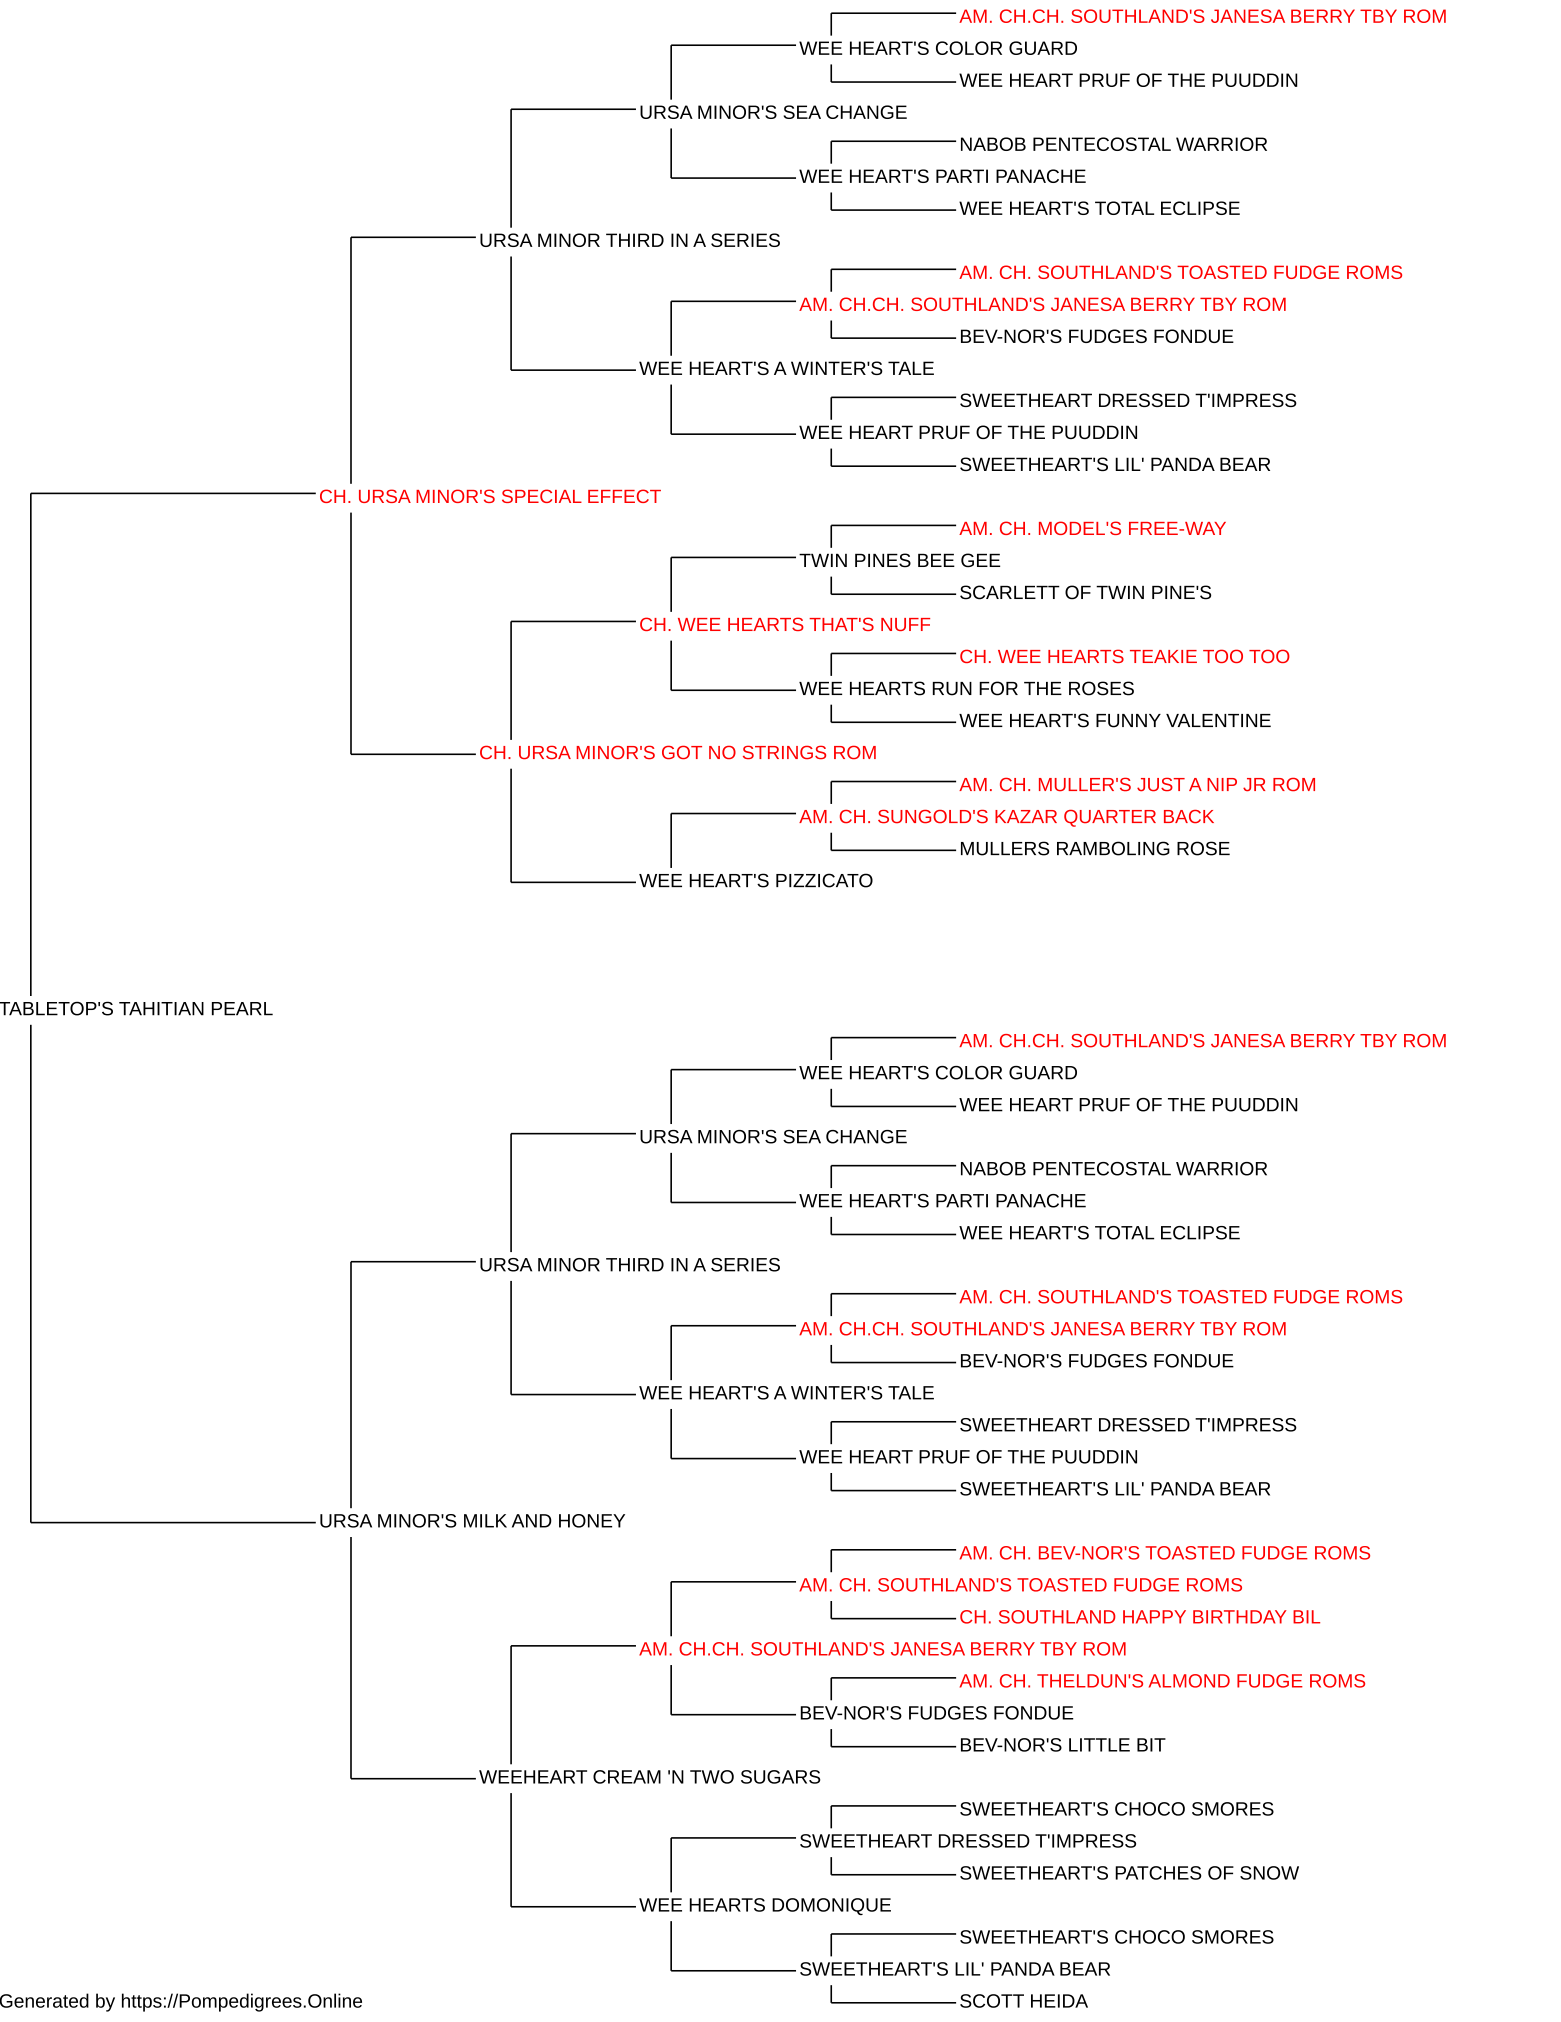 AM. CH.CH. SOUTHLAND'S JANESA BERRY TBY ROM
WEE HEART'S COLOR GUARD
WEE HEART PRUF OF THE PUUDDIN
URSA MINOR'S SEA CHANGE
NABOB PENTECOSTAL WARRIOR
WEE HEART'S PARTI PANACHE
WEE HEART'S TOTAL ECLIPSE
URSA MINOR THIRD IN A SERIES
AM. CH. SOUTHLAND'S TOASTED FUDGE ROMS
AM. CH.CH. SOUTHLAND'S JANESA BERRY TBY ROM
BEV-NOR'S FUDGES FONDUE
WEE HEART'S A WINTER'S TALE
SWEETHEART DRESSED T'IMPRESS
WEE HEART PRUF OF THE PUUDDIN
SWEETHEART'S LIL' PANDA BEAR
CH. URSA MINOR'S SPECIAL EFFECT
AM. CH. MODEL'S FREE-WAY
TWIN PINES BEE GEE
SCARLETT OF TWIN PINE'S
CH. WEE HEARTS THAT'S NUFF
CH. WEE HEARTS TEAKIE TOO TOO
WEE HEARTS RUN FOR THE ROSES
WEE HEART'S FUNNY VALENTINE
CH. URSA MINOR'S GOT NO STRINGS ROM
AM. CH. MULLER'S JUST A NIP JR ROM
AM. CH. SUNGOLD'S KAZAR QUARTER BACK
MULLERS RAMBOLING ROSE
WEE HEART'S PIZZICATO
TABLETOP'S TAHITIAN PEARL
AM. CH.CH. SOUTHLAND'S JANESA BERRY TBY ROM
WEE HEART'S COLOR GUARD
WEE HEART PRUF OF THE PUUDDIN
URSA MINOR'S SEA CHANGE
NABOB PENTECOSTAL WARRIOR
WEE HEART'S PARTI PANACHE
WEE HEART'S TOTAL ECLIPSE
URSA MINOR THIRD IN A SERIES
AM. CH. SOUTHLAND'S TOASTED FUDGE ROMS
AM. CH.CH. SOUTHLAND'S JANESA BERRY TBY ROM
BEV-NOR'S FUDGES FONDUE
WEE HEART'S A WINTER'S TALE
SWEETHEART DRESSED T'IMPRESS
WEE HEART PRUF OF THE PUUDDIN
SWEETHEART'S LIL' PANDA BEAR
URSA MINOR'S MILK AND HONEY
AM. CH. BEV-NOR'S TOASTED FUDGE ROMS
AM. CH. SOUTHLAND'S TOASTED FUDGE ROMS
CH. SOUTHLAND HAPPY BIRTHDAY BIL
AM. CH.CH. SOUTHLAND'S JANESA BERRY TBY ROM
AM. CH. THELDUN'S ALMOND FUDGE ROMS
BEV-NOR'S FUDGES FONDUE
BEV-NOR'S LITTLE BIT
WEEHEART CREAM 'N TWO SUGARS
SWEETHEART'S CHOCO SMORES
SWEETHEART DRESSED T'IMPRESS
SWEETHEART'S PATCHES OF SNOW
WEE HEARTS DOMONIQUE
SWEETHEART'S CHOCO SMORES
SWEETHEART'S LIL' PANDA BEAR
SCOTT HEIDA
Generated by https://Pompedigrees.Online